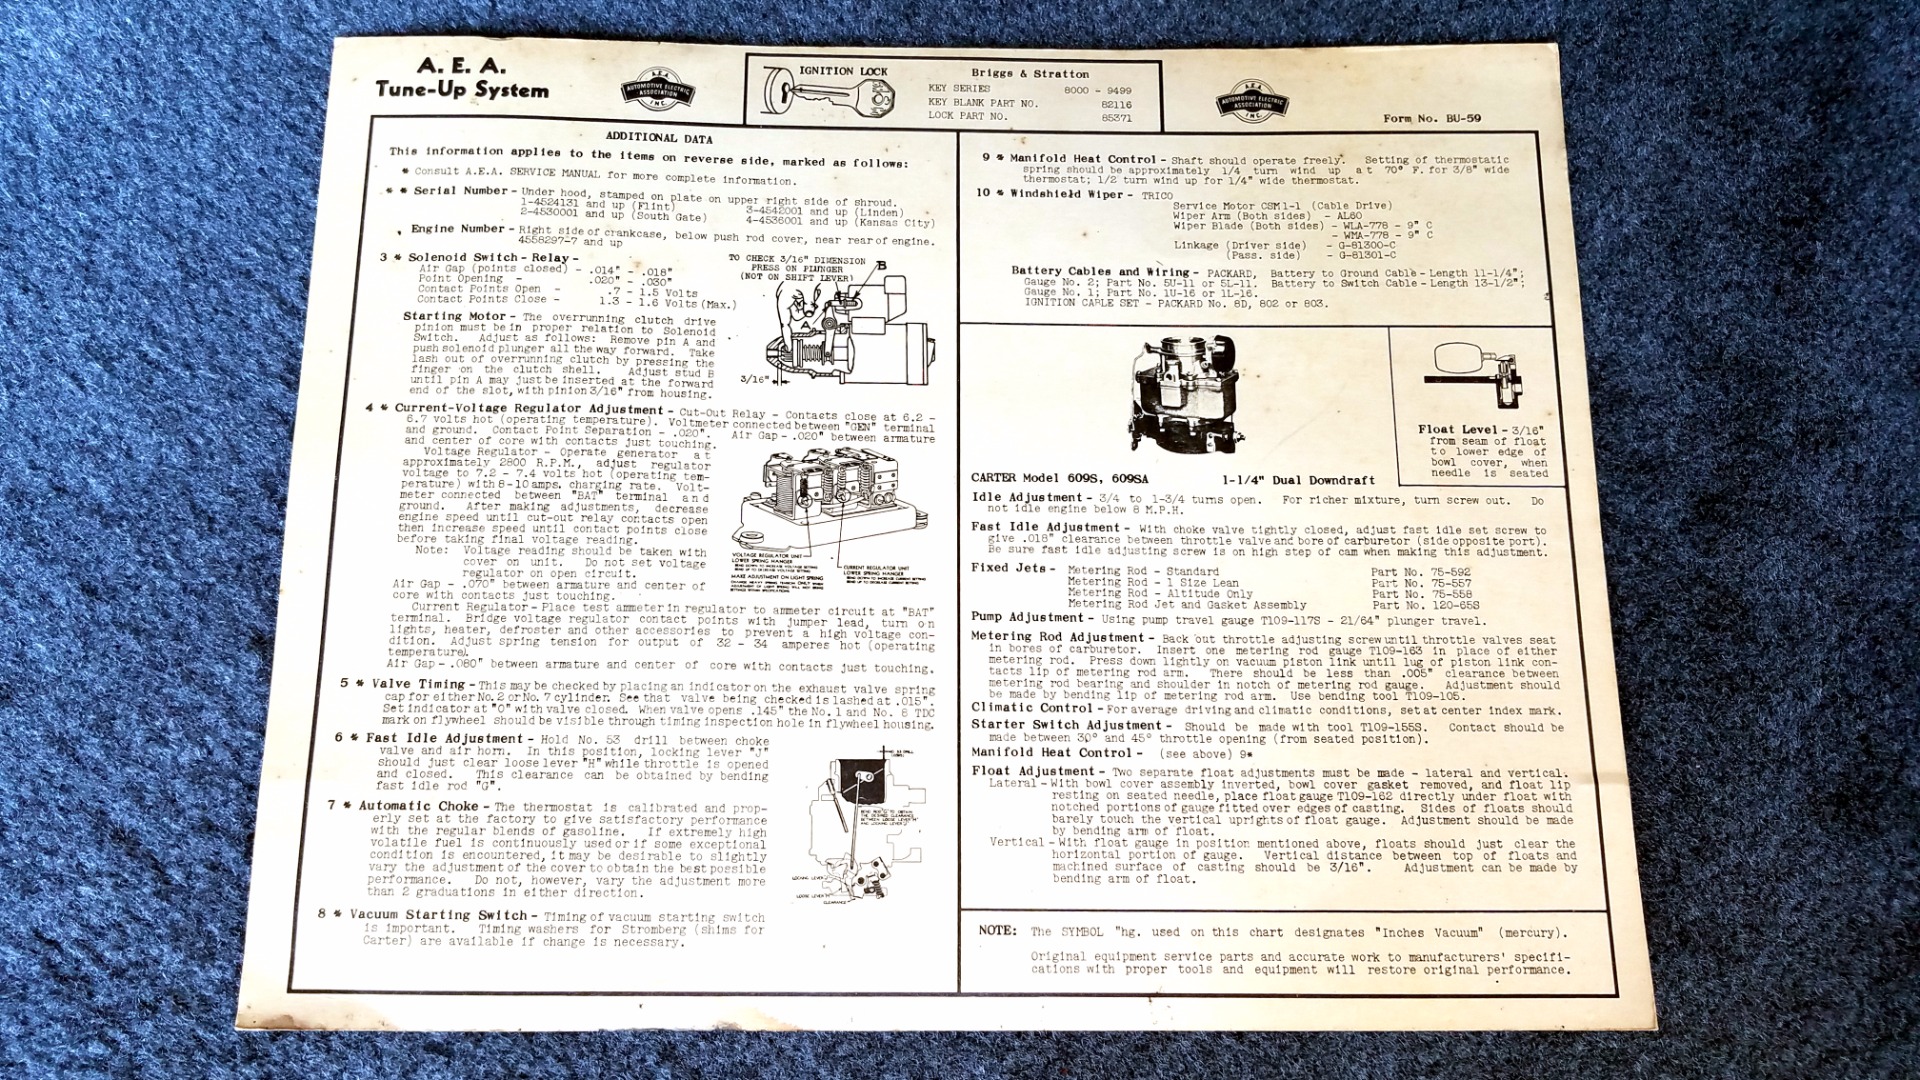 A. E. A.
Tune-Up System
A.E.A.
AUTOMOTIVE ELECTRIC
ASSOCIATION
INC.
IGNITION LOCK
Briggs & Stratton
KEY SERIES 8000 - 9499
KEY BLANK PART NO. 82116
LOCK PART NO. 85371
A.E.A.
AUTOMOTIVE ELECTRIC
ASSOCIATION
INC.
Form No. BU-59
ADDITIONAL DATA
This information applies to the items on reverse side, marked as follows:
* Consult A.E.A. SERVICE MANUAL for more complete information.
* * Serial Number - Under hood, stamped on plate on upper right side of shroud.
1-4524131 and up (Flint) 3-4542001 and up (Linden)
2-4530001 and up (South Gate) 4-4536001 and up (Kansas City)
Engine Number - Right side of crankcase, below push rod cover, near rear of engine.
4558297-7 and up
3 * Solenoid Switch - Relay -
Air Gap (points closed) - .014" - .018"
Point Opening - .020" - .030"
Contact Points Open - .7 - 1.5 Volts
Contact Points Close - 1.3 - 1.6 Volts (Max.)
TO CHECK 3/16" DIMENSION
PRESS ON PLUNGER
(NOT ON SHIFT LEVER)
B
A
3/16"
Starting Motor - The overrunning clutch drive
pinion must be in proper relation to Solenoid
Switch. Adjust as follows: Remove pin A and
push solenoid plunger all the way forward. Take
lash out of overrunning clutch by pressing the
finger on the clutch shell. Adjust stud B
until pin A may just be inserted at the forward
end of the slot, with pinion 3/16" from housing.
4 * Current-Voltage Regulator Adjustment - Cut-Out Relay - Contacts close at 6.2 -
6.7 volts hot (operating temperature). Voltmeter connected between "GEN" terminal
and ground. Contact Point Separation - .020". Air Gap - .020" between armature
and center of core with contacts just touching.
Voltage Regulator - Operate generator at
approximately 2800 R.P.M., adjust regulator
voltage to 7.2 - 7.4 volts hot (operating tem-
perature) with 8-10 amps. charging rate. Volt-
meter connected between "BAT" terminal and
ground. After making adjustments, decrease
engine speed until cut-out relay contacts open
then increase speed until contact points close
before taking final voltage reading.
Note: Voltage reading should be taken with
cover on unit. Do not set voltage
regulator on open circuit.
Air Gap - .070" between armature and center of
core with contacts just touching.
VOLTAGE REGULATOR UNIT
LOWER SPRING HANGER
BEND DOWN TO INCREASE VOLTAGE SETTING
BEND UP TO DECREASE VOLTAGE SETTING
MAKE ADJUSTMENT ON LIGHT SPRING
CURRENT REGULATOR UNIT
LOWER SPRING HANGER
BEND DOWN TO INCREASE CURRENT SETTING
BEND UP TO DECREASE CURRENT SETTING
Current Regulator - Place test ammeter in regulator to ammeter circuit at "BAT"
terminal. Bridge voltage regulator contact points with jumper lead, turn on
lights, heater, defroster and other accessories to prevent a high voltage con-
dition. Adjust spring tension for output of 32 - 34 amperes hot (operating
temperature).
Air Gap - .080" between armature and center of core with contacts just touching.
5 * Valve Timing - This may be checked by placing an indicator on the exhaust valve spring
cap for either No. 2 or No. 7 cylinder. See that valve being checked is lashed at .015".
Set indicator at "0" with valve closed. When valve opens .145" the No. 1 and No. 8 TDC
mark on flywheel should be visible through timing inspection hole in flywheel housing.
6 * Fast Idle Adjustment - Hold No. 53 drill between choke
valve and air horn. In this position, locking lever "J"
should just clear loose lever "H" while throttle is opened
and closed. This clearance can be obtained by bending
fast idle rod "G".
7 * Automatic Choke - The thermostat is calibrated and prop-
erly set at the factory to give satisfactory performance
with the regular blends of gasoline. If extremely high
volatile fuel is continuously used or if some exceptional
condition is encountered, it may be desirable to slightly
vary the adjustment of the cover to obtain the best possible
performance. Do not, however, vary the adjustment more
than 2 graduations in either direction.
LOCKING LEVER
LOOSE LEVER
CLEARANCE
8 * Vacuum Starting Switch - Timing of vacuum starting switch
is important. Timing washers for Stromberg (shims for
Carter) are available if change is necessary.
9 * Manifold Heat Control - Shaft should operate freely. Setting of thermostatic
spring should be approximately 1/4 turn wind up at 70° F. for 3/8" wide
thermostat; 1/2 turn wind up for 1/4" wide thermostat.
10 * Windshield Wiper - TRICO
Service Motor CSM1-1 (Cable Drive)
Wiper Arm (Both sides) - AL60
Wiper Blade (Both sides) - WLA-778 - 9" C
- WMA-778 - 9" C
Linkage (Driver side) - G-81300-C
(Pass. side) - G-81301-C
Battery Cables and Wiring - PACKARD, Battery to Ground Cable - Length 11-1/4";
Gauge No. 2; Part No. 5U-11 or 5L-11. Battery to Switch Cable - Length 13-1/2";
Gauge No. 1; Part No. 1U-16 or 1L-16.
IGNITION CABLE SET - PACKARD No. 8D, 802 or 803.
Float Level - 3/16"
from seam of float
to lower edge of
bowl cover, when
needle is seated
CARTER Model 609S, 609SA 1-1/4" Dual Downdraft
Idle Adjustment - 3/4 to 1-3/4 turns open. For richer mixture, turn screw out. Do
not idle engine below 8 M.P.H.
Fast Idle Adjustment - With choke valve tightly closed, adjust fast idle set screw to
give .018" clearance between throttle valve and bore of carburetor (side opposite port).
Be sure fast idle adjusting screw is on high step of cam when making this adjustment.
Fixed Jets - Metering Rod - Standard Part No. 75-592
Metering Rod - 1 Size Lean Part No. 75-557
Metering Rod - Altitude Only Part No. 75-558
Metering Rod Jet and Gasket Assembly Part No. 120-65S
Pump Adjustment - Using pump travel gauge T109-117S - 21/64" plunger travel.
Metering Rod Adjustment - Back out throttle adjusting screw until throttle valves seat
in bores of carburetor. Insert one metering rod gauge T109-163 in place of either
metering rod. Press down lightly on vacuum piston link until lug of piston link con-
tacts lip of metering rod arm. There should be less than .005" clearance between
metering rod bearing and shoulder in notch of metering rod gauge. Adjustment should
be made by bending lip of metering rod arm. Use bending tool T109-105.
Climatic Control - For average driving and climatic conditions, set at center index mark.
Starter Switch Adjustment - Should be made with tool T109-155S. Contact should be
made between 30° and 45° throttle opening (from seated position).
Manifold Heat Control - (see above) 9*
Float Adjustment - Two separate float adjustments must be made - lateral and vertical.
Lateral - With bowl cover assembly inverted, bowl cover gasket removed, and float lip
resting on seated needle, place float gauge T109-162 directly under float with
notched portions of gauge fitted over edges of casting. Sides of floats should
barely touch the vertical uprights of float gauge. Adjustment should be made
by bending arm of float.
Vertical - With float gauge in position mentioned above, floats should just clear the
horizontal portion of gauge. Vertical distance between top of floats and
machined surface of casting should be 3/16". Adjustment can be made by
bending arm of float.
NOTE: The SYMBOL "hg. used on this chart designates "Inches Vacuum" (mercury).
Original equipment service parts and accurate work to manufacturers' specifi-
cations with proper tools and equipment will restore original performance.